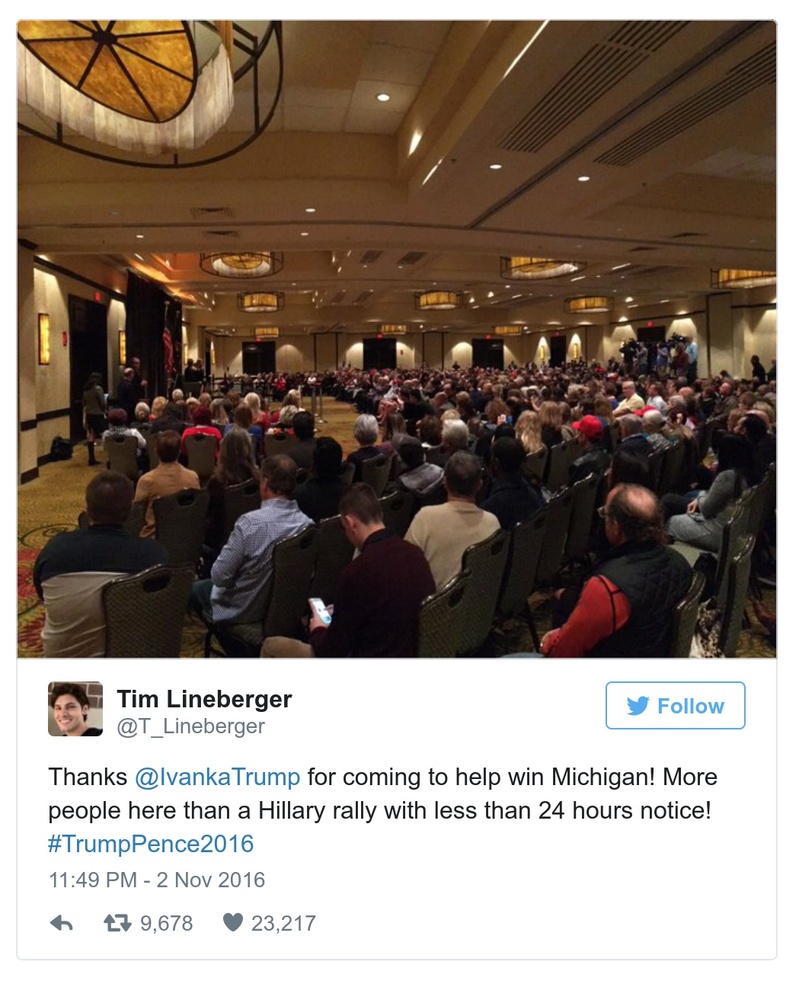 Tim Lineberger
@T_Lineberger
Follow
Thanks @IvankaTrump for coming to help win Michigan! More
people here than a Hillary rally with less than 24 hours notice!
#TrumpPence2016
11:49 PM - 2 Nov 2016
9,678 23,217